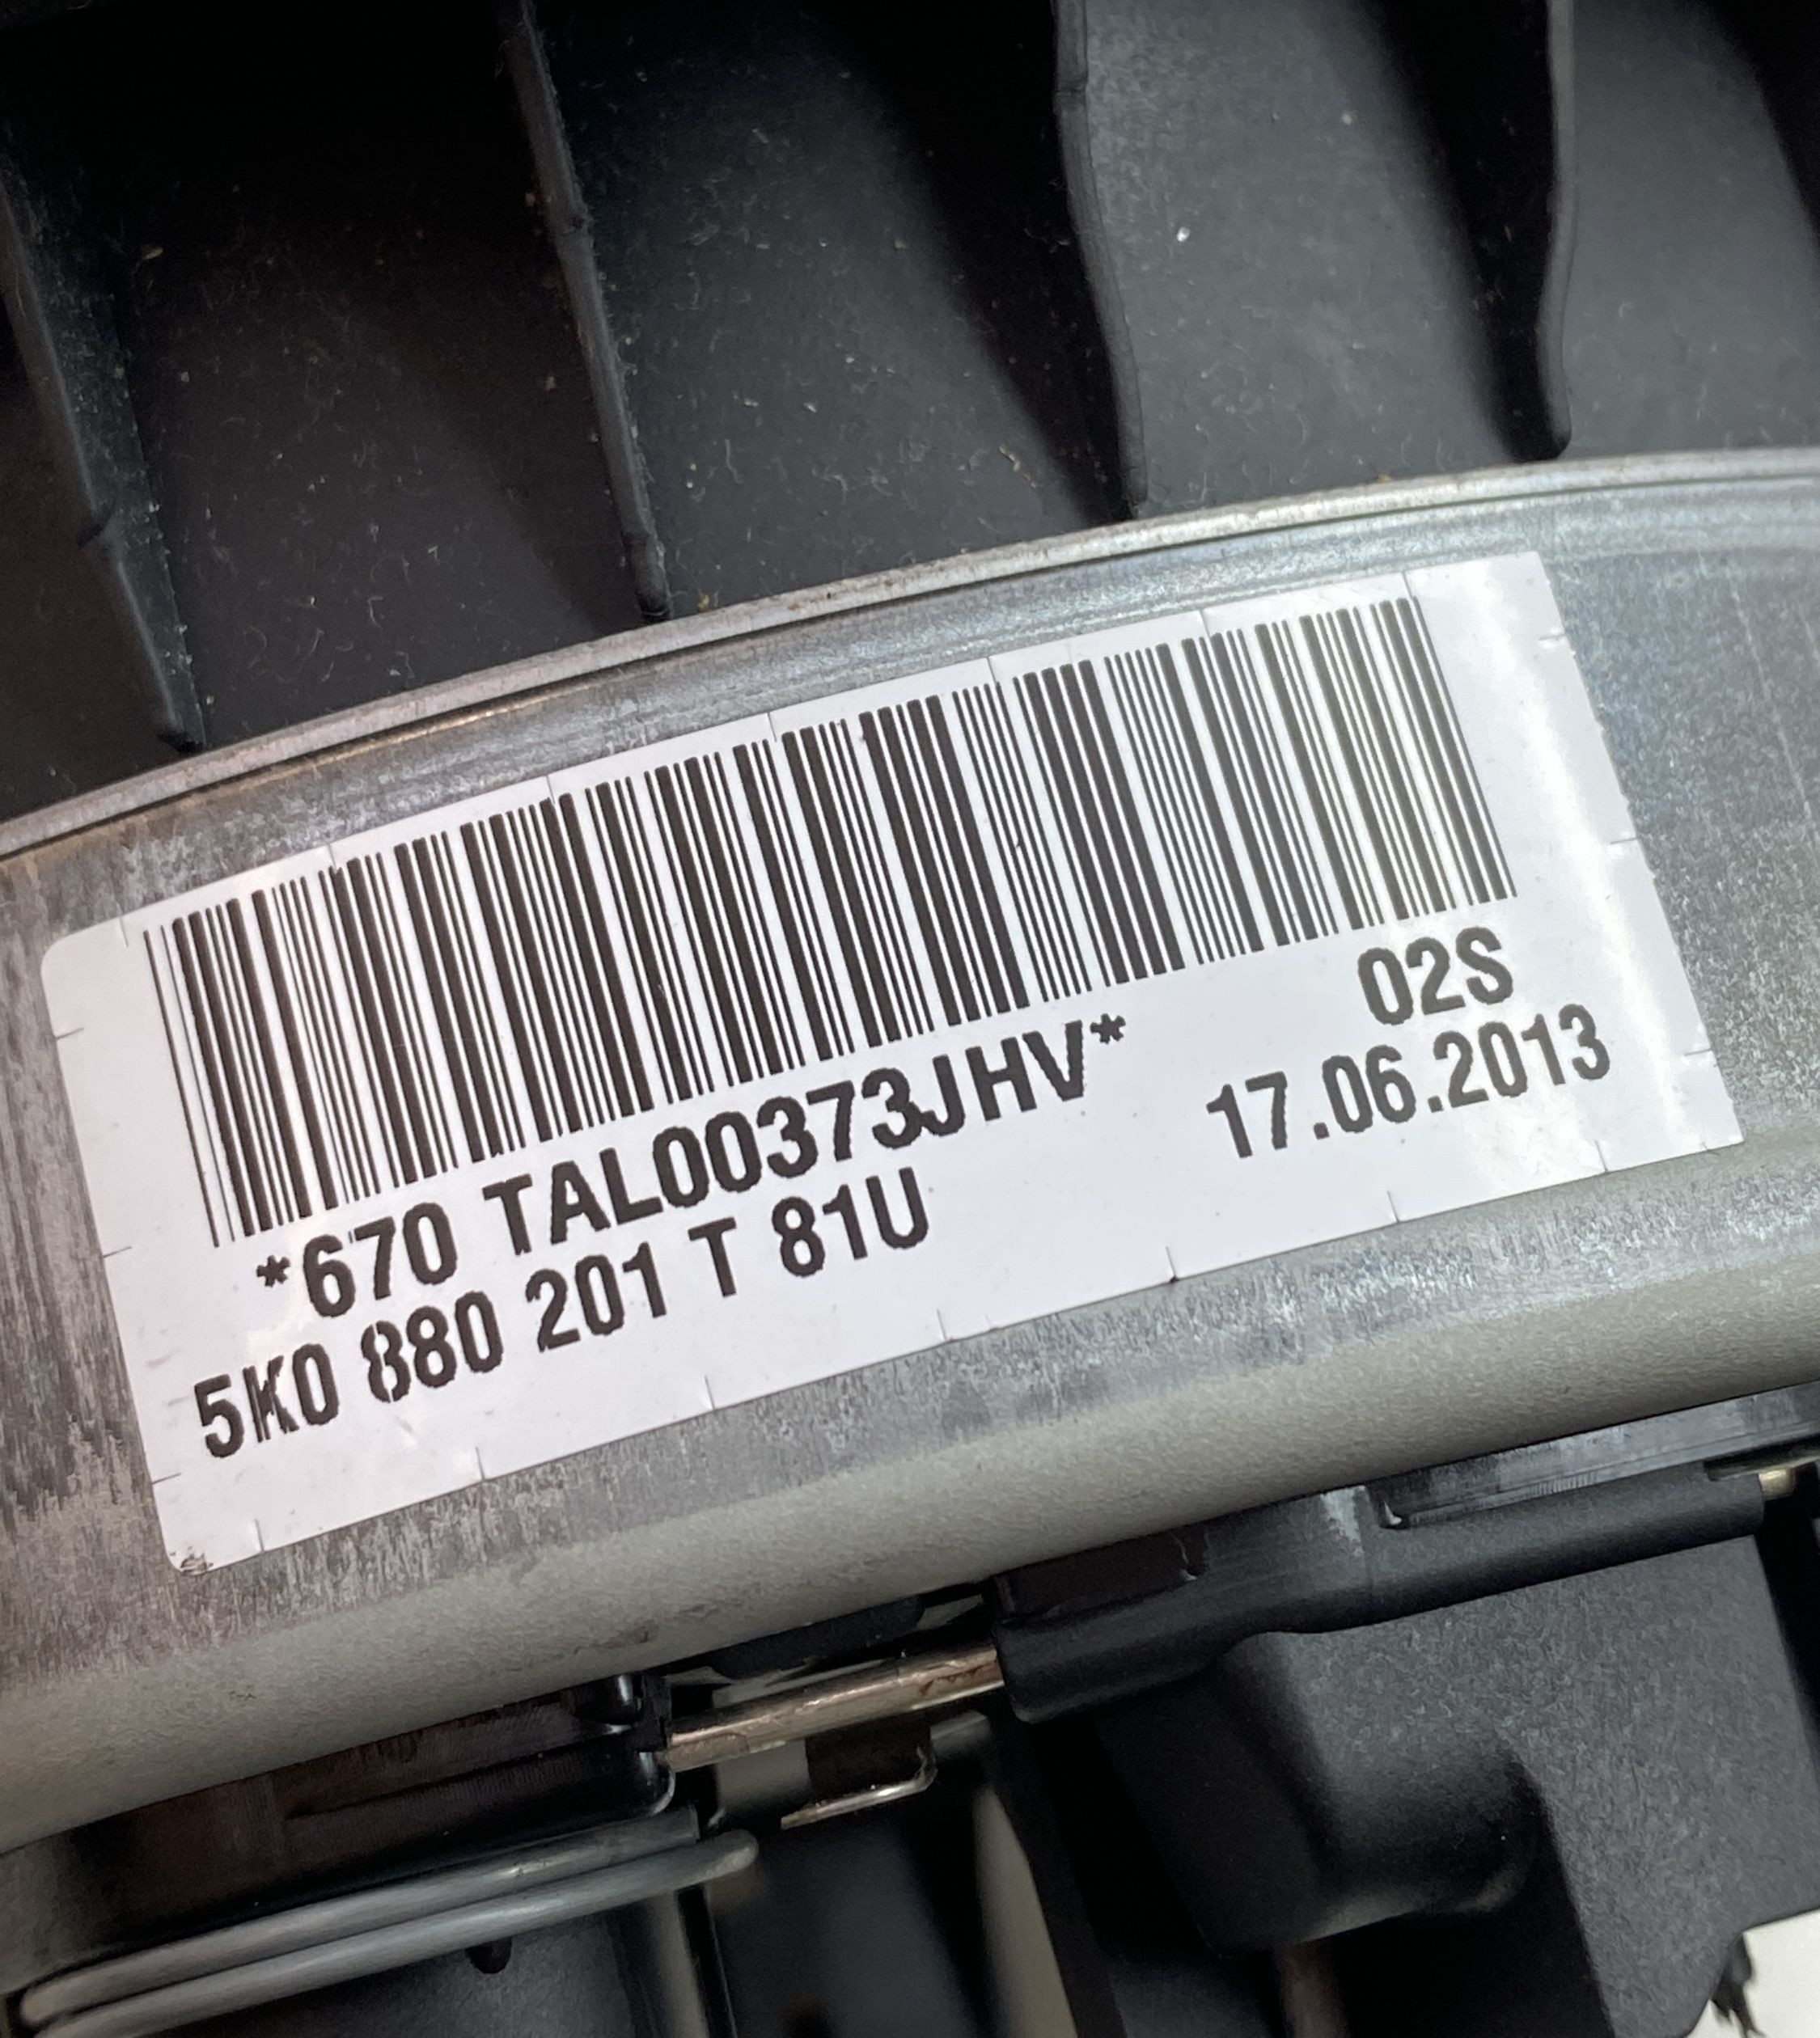 *670 TAL00373JHV* 02S
5K0 880 201 T 81U 17.06.2013